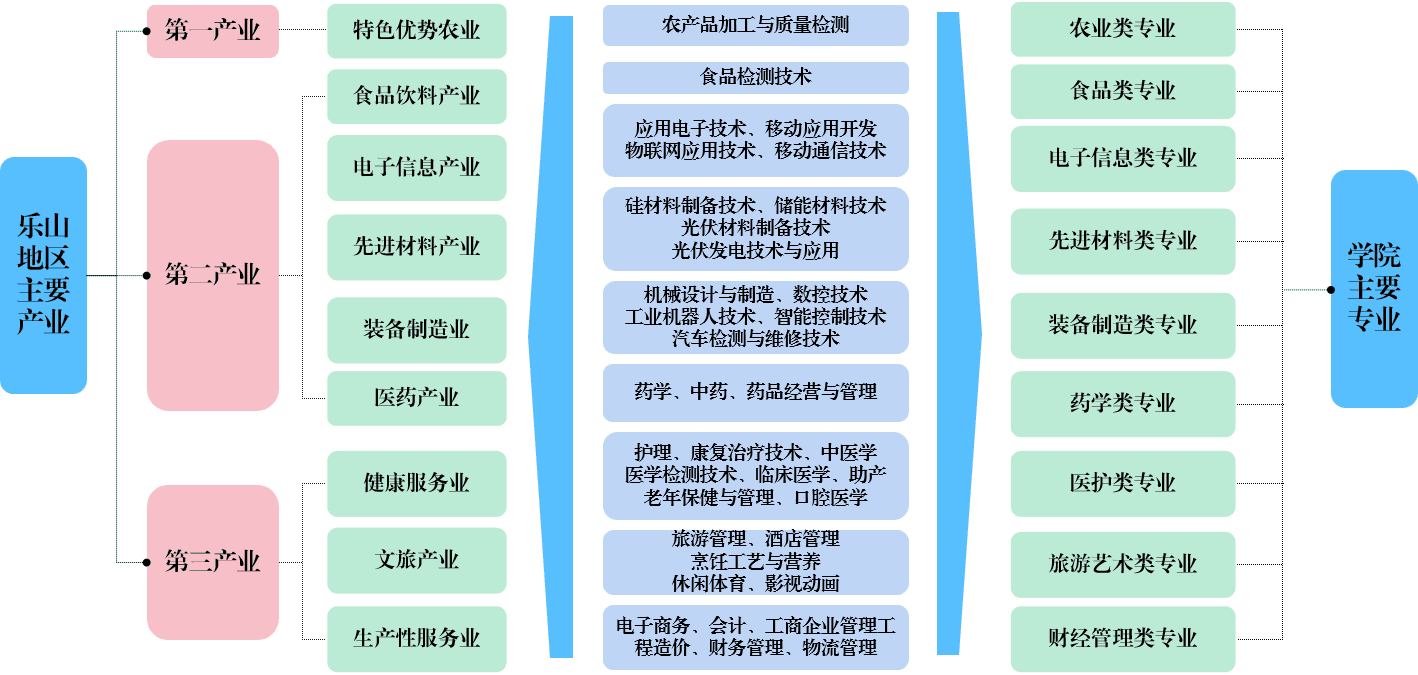 乐山
地区
主要
产业
第一产业
第二产业
第三产业
特色优势农业
食品饮料产业
电子信息产业
先进材料产业
装备制造业
医药产业
健康服务业
文旅产业
生产性服务业
农产品加工与质量检测
食品检测技术
应用电子技术、移动应用开发
物联网应用技术、移动通信技术
硅材料制备技术、储能材料技术
光伏材料制备技术
光伏发电技术与应用
机械设计与制造、数控技术
工业机器人技术、智能控制技术
汽车检测与维修技术
药学、中药、药品经营与管理
护理、康复治疗技术、中医学
医学检测技术、临床医学、助产
老年保健与管理、口腔医学
旅游管理、酒店管理
烹饪工艺与营养
休闲体育、影视动画
电子商务、会计、工商企业管理工
程造价、财务管理、物流管理
农业类专业
食品类专业
电子信息类专业
先进材料类专业
装备制造类专业
药学类专业
医护类专业
旅游艺术类专业
财经管理类专业
学院
主要
专业